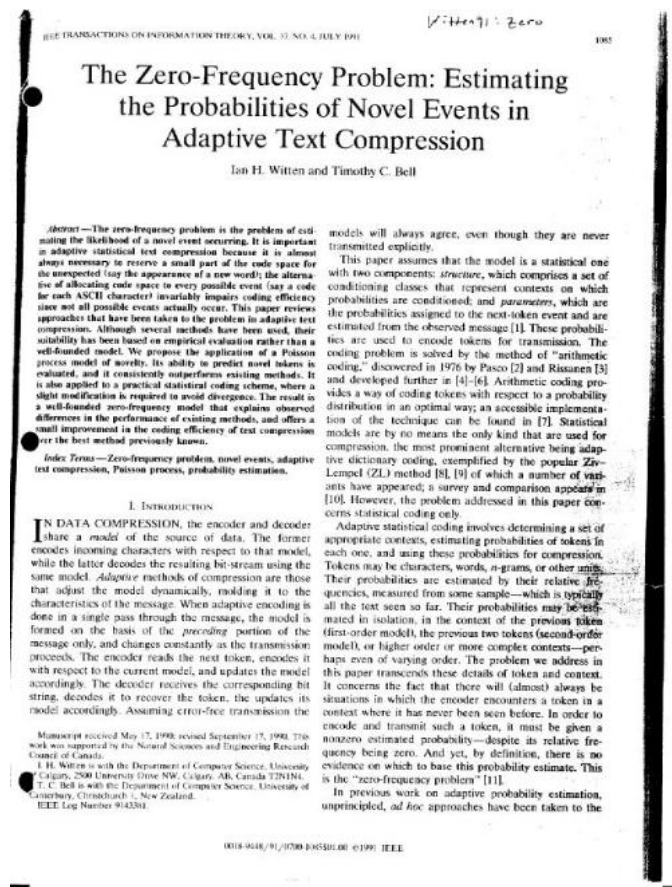 Witten91: Zero
IEEE TRANSACTIONS ON INFORMATION THEORY, VOL. 37, NO. 4, JULY 1991
1085
The Zero-Frequency Problem: Estimating
the Probabilities of Novel Events in
Adaptive Text Compression
Ian H. Witten and Timothy C. Bell
Abstract—The zero-frequency problem is the problem of esti-
mating the likelihood of a novel event occurring. It is important
in adaptive statistical text compression because it is almost
always necessary to reserve a small part of the code space for
the unexpected (say the appearance of a new word); the alterna-
tive of allocating code space to every possible event (say a code
for each ASCII character) invariably impairs coding efficiency
since not all possible events actually occur. This paper reviews
approaches that have been taken to the problem in adaptive text
compression. Although several methods have been used, their
suitability has been based on empirical evaluation rather than a
well-founded model. We propose the application of a Poisson
process model of novelty. Its ability to predict novel tokens is
evaluated, and it consistently outperforms existing methods. It
is also applied to a practical statistical coding scheme, where a
slight modification is required to avoid divergence. The result is
a well-founded zero-frequency model that explains observed
differences in the performance of existing methods, and offers a
small improvement in the coding efficiency of text compression
over the best method previously known.
Index Terms—Zero-frequency problem, novel events, adaptive
text compression, Poisson process, probability estimation.
I. INTRODUCTION
IN DATA COMPRESSION, the encoder and decoder
share a model of the source of data. The former
encodes incoming characters with respect to that model,
while the latter decodes the resulting bit-stream using the
same model. Adaptive methods of compression are those
that adjust the model dynamically, molding it to the
characteristics of the message. When adaptive encoding is
done in a single pass through the message, the model is
formed on the basis of the preceding portion of the
message only, and changes constantly as the transmission
proceeds. The encoder reads the next token, encodes it
with respect to the current model, and updates the model
accordingly. The decoder receives the corresponding bit
string, decodes it to recover the token, the updates its
model accordingly. Assuming error-free transmission the
Manuscript received May 17, 1990; revised September 17, 1990. This
work was supported by the Natural Sciences and Engineering Research
Council of Canada.
I. H. Witten is with the Department of Computer Science, University
of Calgary, 2500 University Drive NW, Calgary, AB, Canada T2N1N4.
T. C. Bell is with the Department of Computer Science, University of
Canterbury, Christchurch 1, New Zealand.
IEEE Log Number 9143381.
models will always agree, even though they are never
transmitted explicitly.
This paper assumes that the model is a statistical one
with two components: structure, which comprises a set of
conditioning classes that represent contexts on which
probabilities are conditioned; and parameters, which are
the probabilities assigned to the next-token event and are
estimated from the observed message [1]. These probabili-
ties are used to encode tokens for transmission. The
coding problem is solved by the method of "arithmetic
coding," discovered in 1976 by Pasco [2] and Rissanen [3]
and developed further in [4]–[6]. Arithmetic coding pro-
vides a way of coding tokens with respect to a probability
distribution in an optimal way; an accessible implementa-
tion of the technique can be found in [7]. Statistical
models are by no means the only kind that are used for
compression, the most prominent alternative being adap-
tive dictionary coding, exemplified by the popular Ziv-
Lempel (ZL) method [8], [9] of which a number of vari-
ants have appeared; a survey and comparison appears in
[10]. However, the problem addressed in this paper con-
cerns statistical coding only.
Adaptive statistical coding involves determining a set of
appropriate contexts, estimating probabilities of tokens in
each one, and using these probabilities for compression.
Tokens may be characters, words, n-grams, or other units.
Their probabilities are estimated by their relative fre-
quencies, measured from some sample—which is typically
all the text seen so far. Their probabilities may be esti-
mated in isolation, in the context of the previous token
(first-order model), the previous two tokens (second-order
model), or higher order or more complex contexts—per-
haps even of varying order. The problem we address in
this paper transcends these details of token and context.
It concerns the fact that there will (almost) always be
situations in which the encoder encounters a token in a
context where it has never been seen before. In order to
encode and transmit such a token, it must be given a
nonzero estimated probability—despite its relative fre-
quency being zero. And yet, by definition, there is no
evidence on which to base this probability estimate. This
is the "zero-frequency problem" [11].
In previous work on adaptive probability estimation,
unprincipled, ad hoc approaches have been taken to the
0018-9448/91/0700-1085$01.00 ©1991 IEEE